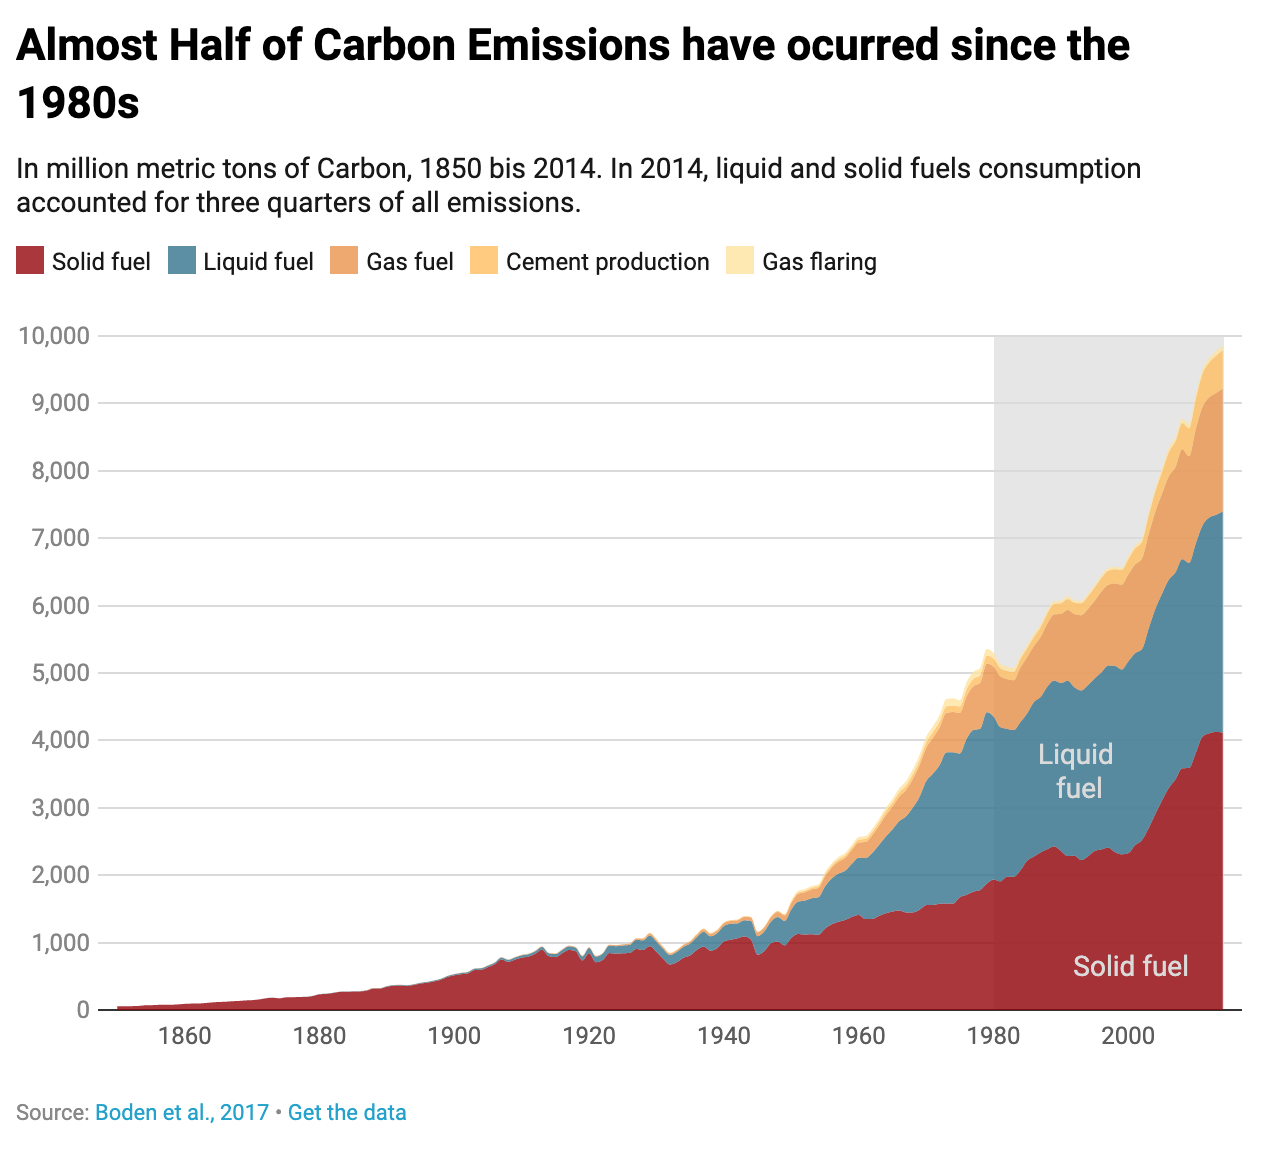 Almost Half of Carbon Emissions have ocurred since the
1980s
In million metric tons of Carbon, 1850 bis 2014. In 2014, liquid and solid fuels consumption
accounted for three quarters of all emissions.
Solid fuel Liquid fuel Gas fuel Cement production Gas flaring
10,000
9,000
8,000
7,000
6,000
5,000
4,000
3,000
2,000
1,000
0
Liquid
fuel
Solid fuel
1860 1880 1900 1920 1940 1960 1980 2000
Source: Boden et al., 2017 • Get the data